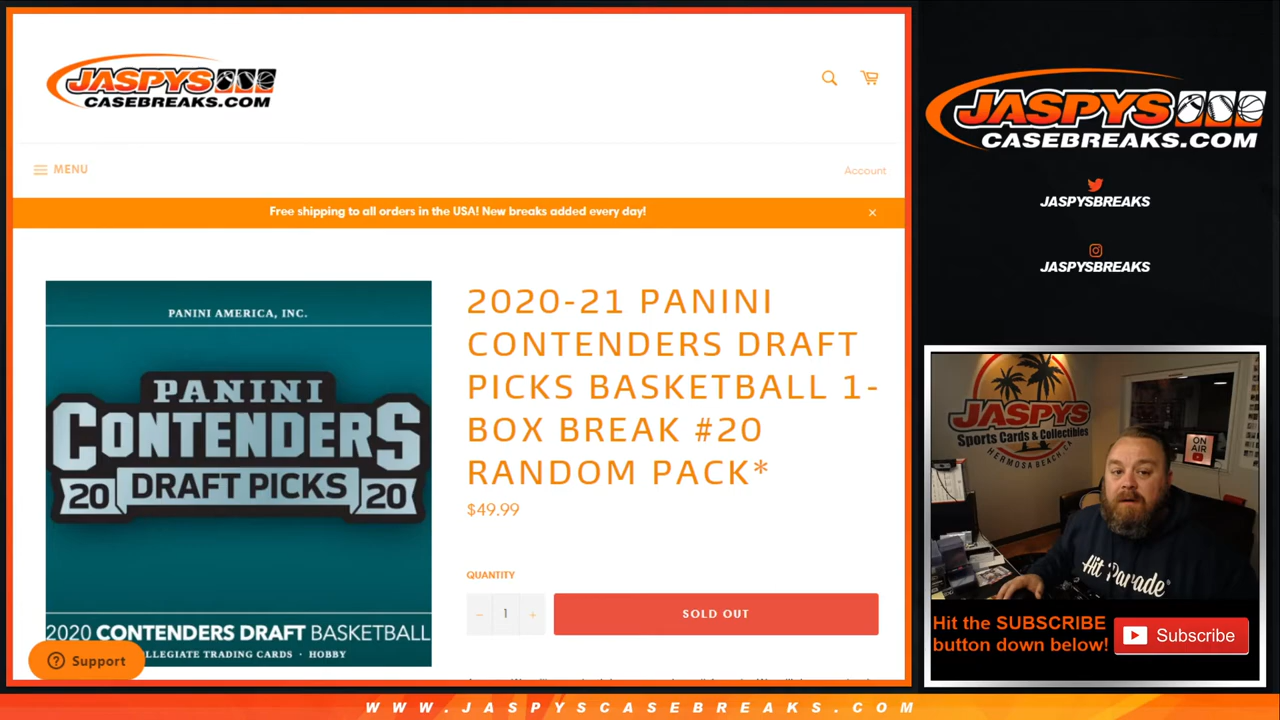 JASPYS
CASEBREAKS.COM
MENU
Account
Free shipping to all orders in the USA! New breaks added every day!
×
PANINI AMERICA, INC.
PANINI
CONTENDERS
20 DRAFT PICKS 20
2020 CONTENDERS DRAFT BASKETBALL
LLEGIATE TRADING CARDS · HOBBY
Support
2020-21 PANINI
CONTENDERS DRAFT
PICKS BASKETBALL 1-
BOX BREAK #20
RANDOM PACK*
$49.99
QUANTITY
− 1 +
SOLD OUT
JASPYS
CASEBREAKS.COM
JASPYSBREAKS
JASPYSBREAKS
JASPYS
Sports Cards & Collectibles
HERMOSA BEACH, CA
ON
AIR
Hit Parade
Hit the SUBSCRIBE
button down below!
Subscribe
WWW.JASPYSCASEBREAKS.COM